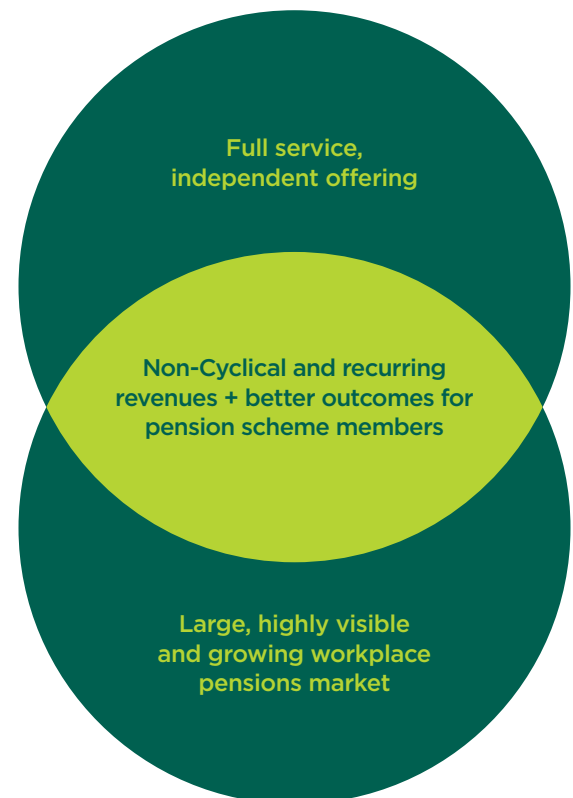 Full service,
independent offering
Non-Cyclical and recurring
revenues + better outcomes for
pension scheme members
Large, highly visible
and growing workplace
pensions market